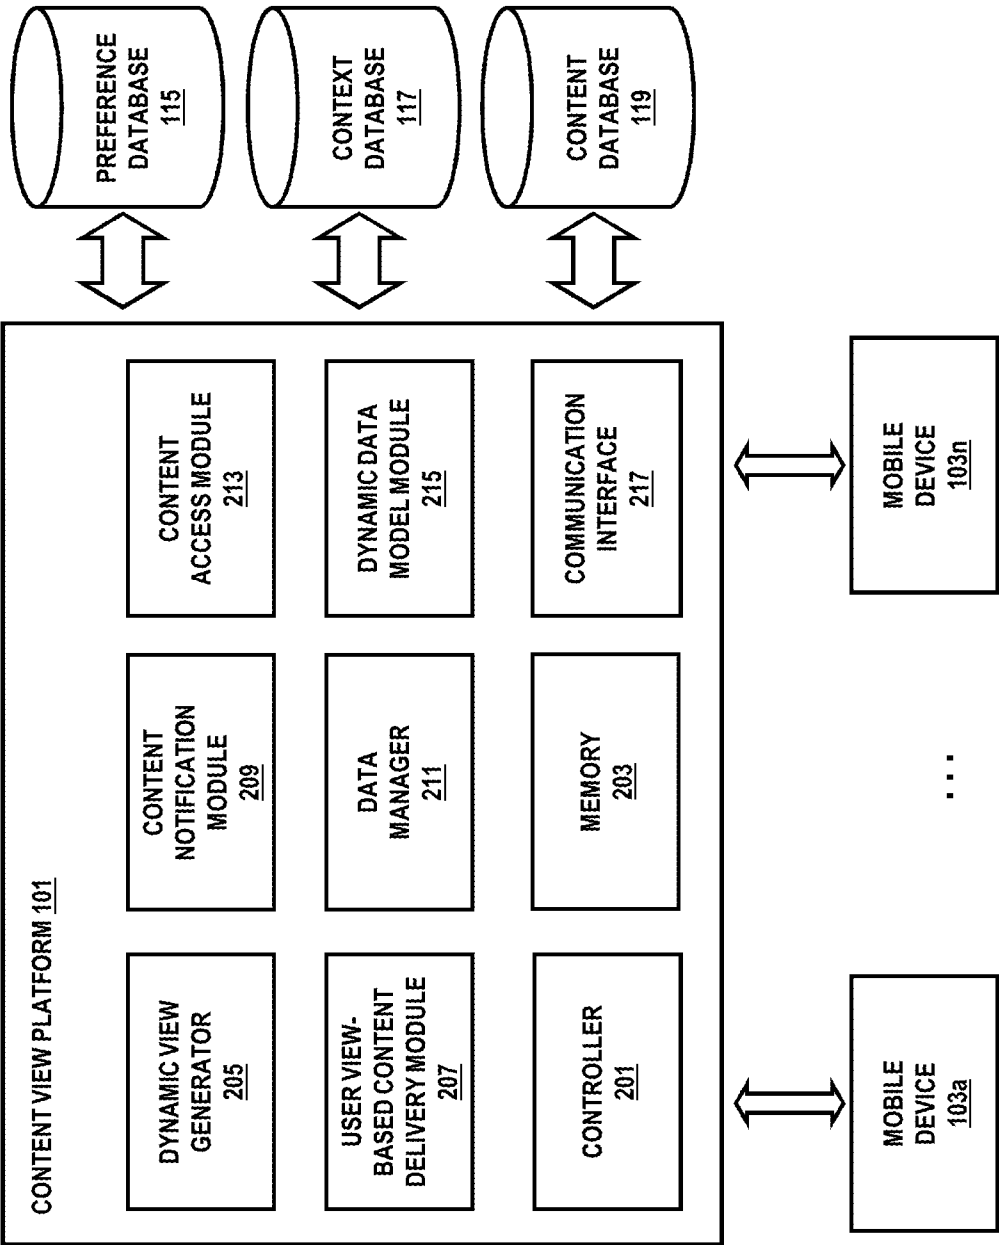 CONTENT VIEW PLATFORM 101
DYNAMIC VIEW
GENERATOR
205
CONTENT
NOTIFICATION
MODULE
209
CONTENT
ACCESS MODULE
213
USER VIEW-
BASED CONTENT
DELIVERY MODULE
207
DATA
MANAGER
211
DYNAMIC DATA
MODEL MODULE
215
CONTROLLER
201
MEMORY
203
COMMUNICATION
INTERFACE
217
PREFERENCE
DATABASE
115
CONTEXT
DATABASE
117
CONTENT
DATABASE
119
MOBILE
DEVICE
103a
...
MOBILE
DEVICE
103n